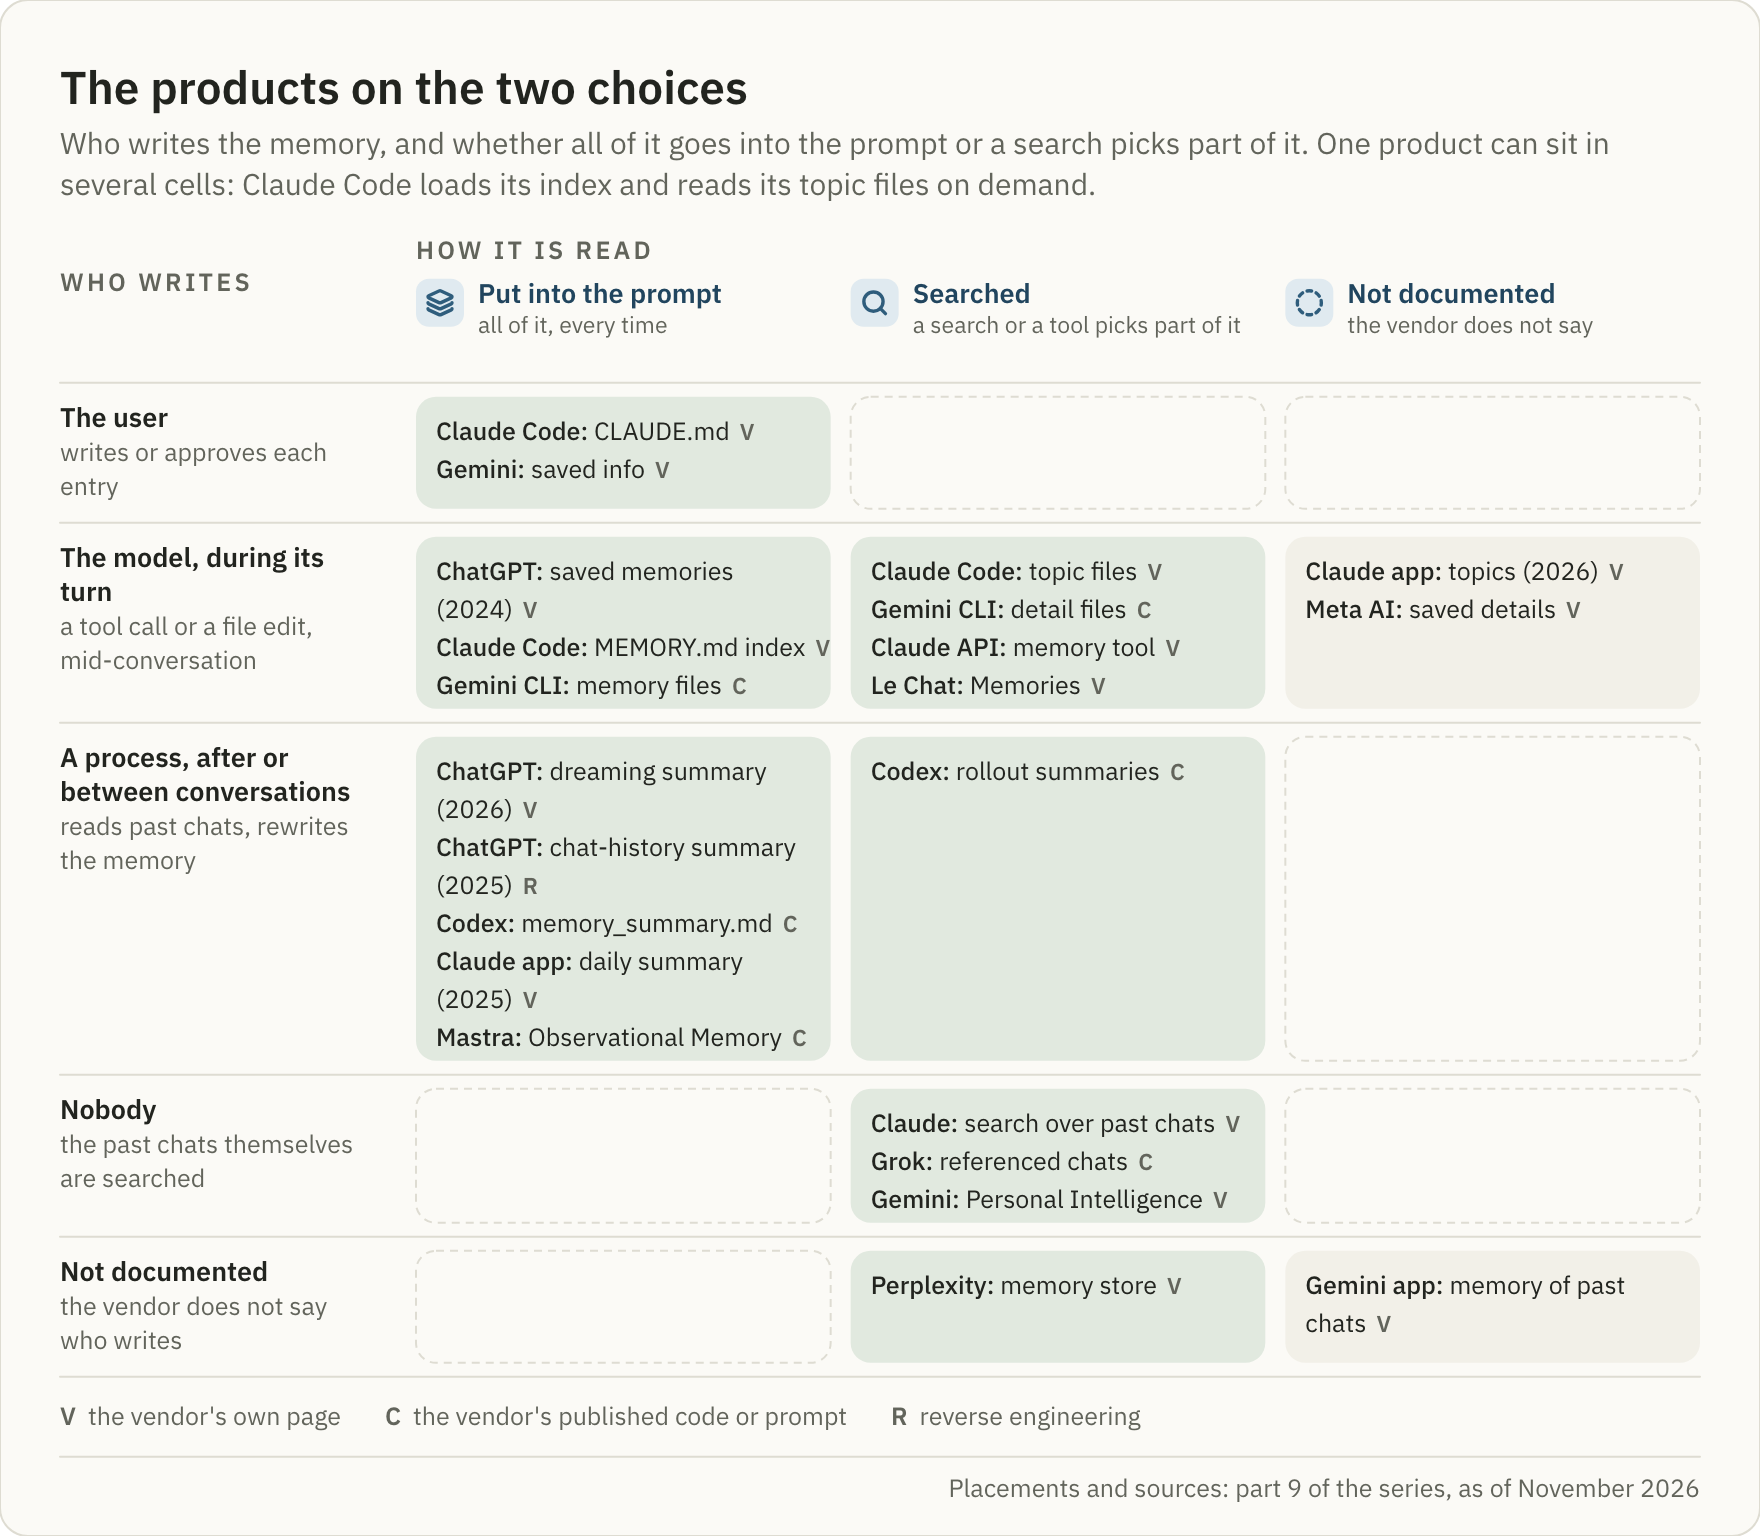 The products on the two choices
Who writes the memory, and whether all of it goes into the prompt or a search picks part of it. One product can sit in
several cells: Claude Code loads its index and reads its topic files on demand.
WHO WRITES
HOW IT IS READ
Put into the prompt
all of it, every time
Searched
a search or a tool picks part of it
Not documented
the vendor does not say
The user
writes or approves each
entry
Claude Code: CLAUDE.md V
Gemini: saved info V
The model, during its
turn
a tool call or a file edit,
mid-conversation
ChatGPT: saved memories
(2024) V
Claude Code: MEMORY.md index V
Gemini CLI: memory files C
Claude Code: topic files V
Gemini CLI: detail files C
Claude API: memory tool V
Le Chat: Memories V
Claude app: topics (2026) V
Meta AI: saved details V
A process, after or
between conversations
reads past chats, rewrites
the memory
ChatGPT: dreaming summary
(2026) V
ChatGPT: chat-history summary
(2025) R
Codex: memory_summary.md C
Claude app: daily summary
(2025) V
Mastra: Observational Memory C
Codex: rollout summaries C
Nobody
the past chats themselves
are searched
Claude: search over past chats V
Grok: referenced chats C
Gemini: Personal Intelligence V
Not documented
the vendor does not say
who writes
Perplexity: memory store V
Gemini app: memory of past
chats V
V the vendor's own page C the vendor's published code or prompt R reverse engineering
Placements and sources: part 9 of the series, as of November 2026